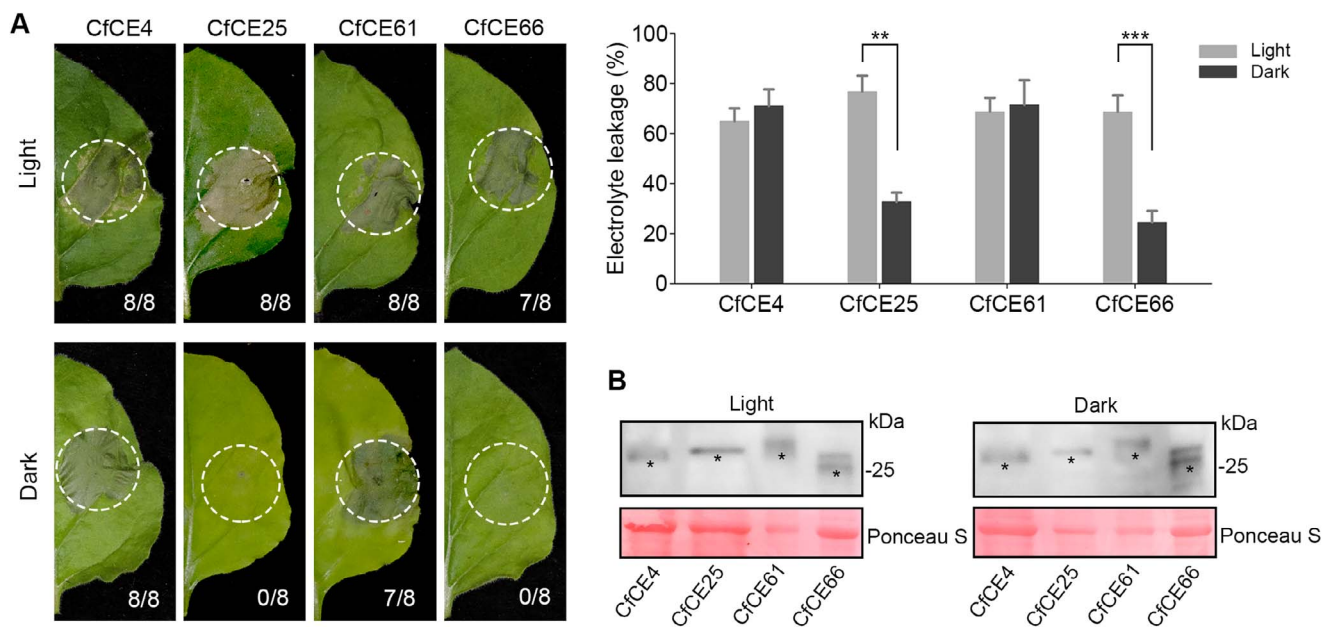 A
CfCE4 CfCE25 CfCE61 CfCE66
Light
8/8 8/8 8/8 7/8
Dark
8/8 0/8 7/8 0/8
Electrolyte leakage (%)
100
80
60
40
20
0
** ***
Light
Dark
CfCE4 CfCE25 CfCE61 CfCE66
B
Light kDa
* * * *
-25
Ponceau S
CfCE4 CfCE25 CfCE61 CfCE66
Dark kDa
* * * *
-25
Ponceau S
CfCE4 CfCE25 CfCE61 CfCE66